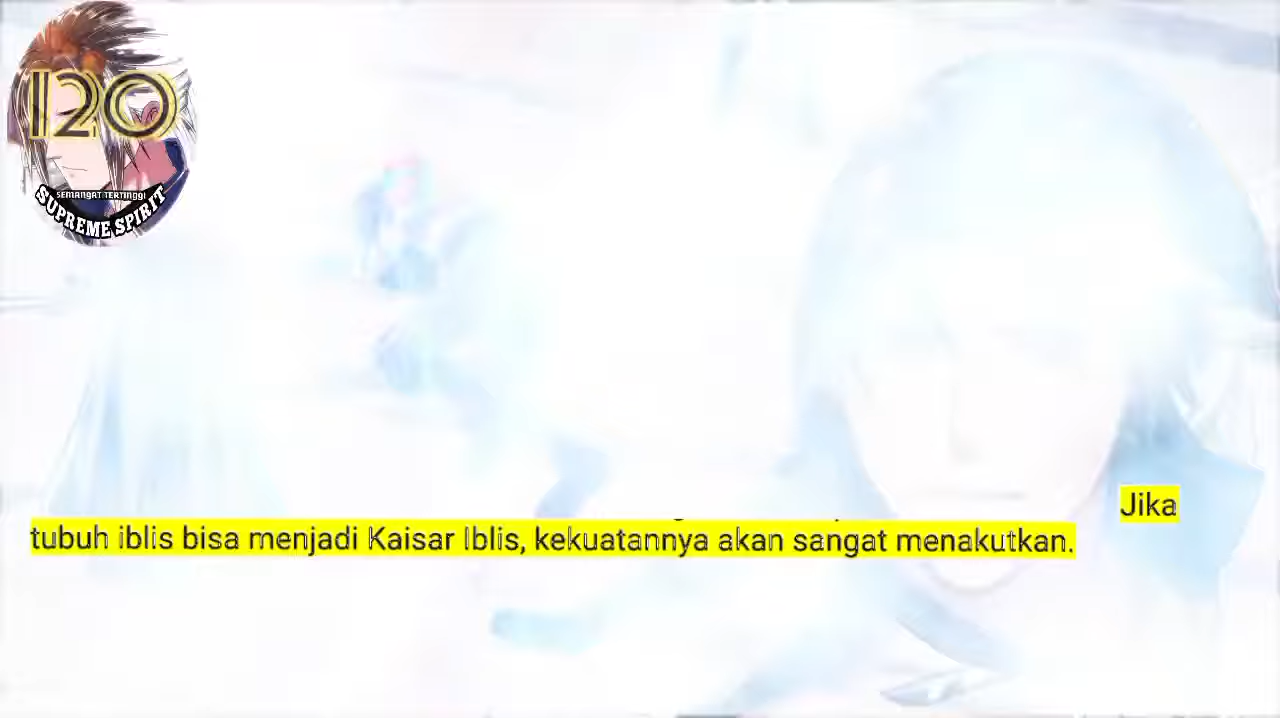 120
SEMANGAT TERTINGGI
SUPREME SPIRIT
Jika
tubuh iblis bisa menjadi Kaisar Iblis, kekuatannya akan sangat menakutkan.